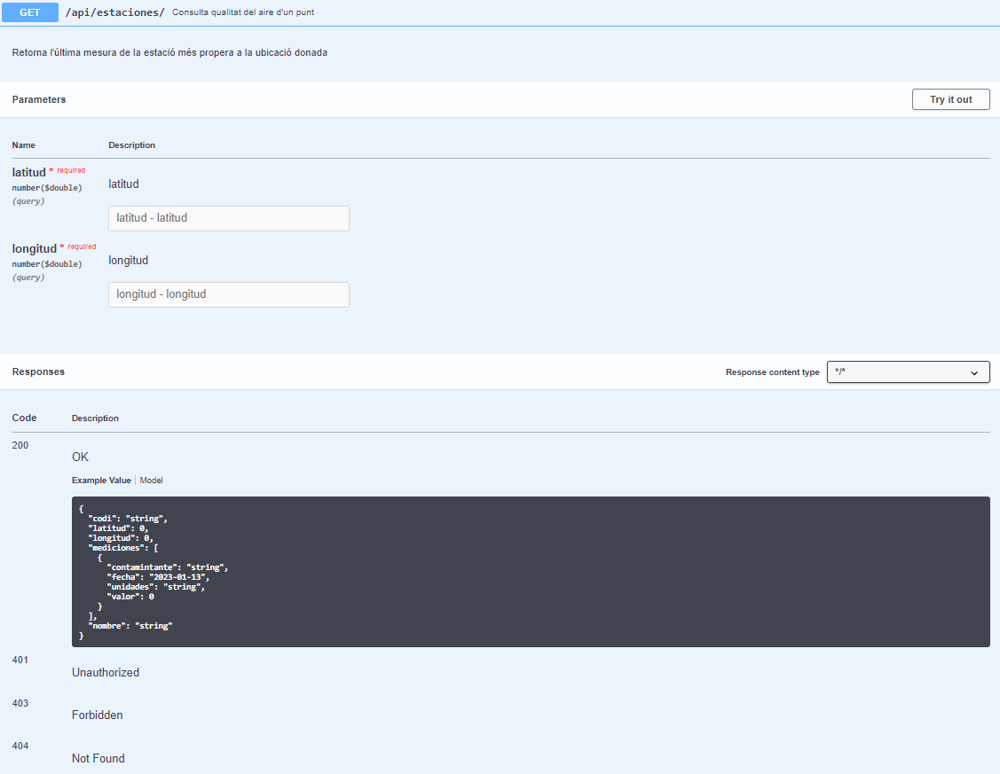 GET /api/estaciones/ Consulta qualitat del aire d'un punt
Retorna l'última mesura de la estació més propera a la ubicació donada
Parameters Try it out
Name Description
latitud * required latitud
number($double)
(query)
latitud - latitud
longitud * required longitud
number($double)
(query)
longitud - longitud
Responses Response content type */*
Code Description
200
OK
Example Value Model
{
"codi": "string",
"latitud": 0,
"longitud": 0,
"mediciones": [
{
"contamintante": "string",
"fecha": "2023-01-13",
"unidades": "string",
"valor": 0
}
],
"nombre": "string"
}
401
Unauthorized
403
Forbidden
404
Not Found